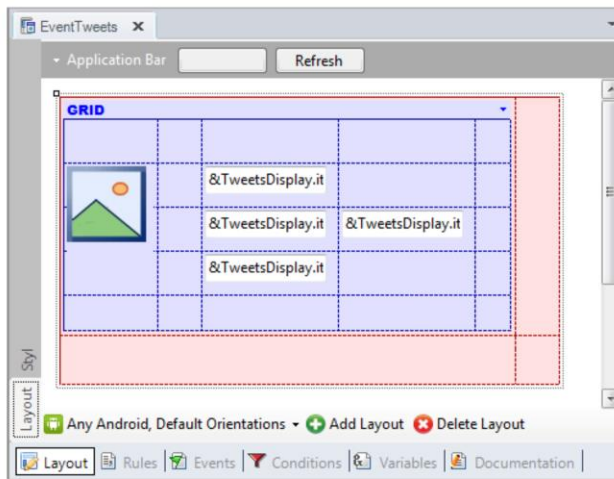 EventTweets
Application Bar Refresh
GRID
&TweetsDisplay.it
&TweetsDisplay.it &TweetsDisplay.it
&TweetsDisplay.it
Styl
Layout
Any Android, Default Orientations Add Layout Delete Layout
Layout Rules Events Conditions Variables Documentation